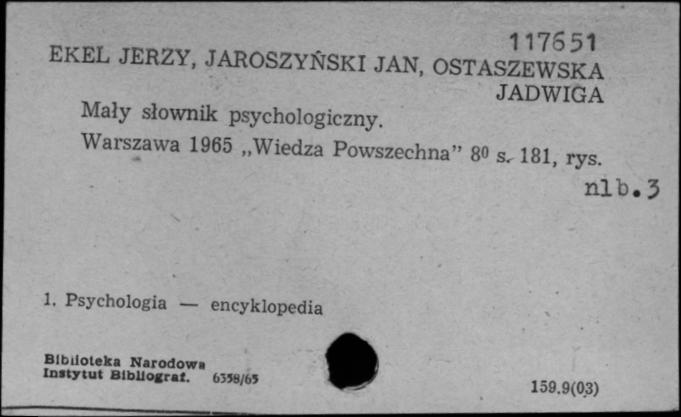 117651
EKEL JERZY, JAROSZYŃSKI JAN, OSTASZEWSKA
JADWIGA
Mały słownik psychologiczny.
Warszawa 1965 „Wiedza Powszechna” 8⁰ s. 181, rys.
nlb.3
1. Psychologia — encyklopedia
Biblioteka Narodowa
Instytut Bibliograf. 6358/65
159.9(03)